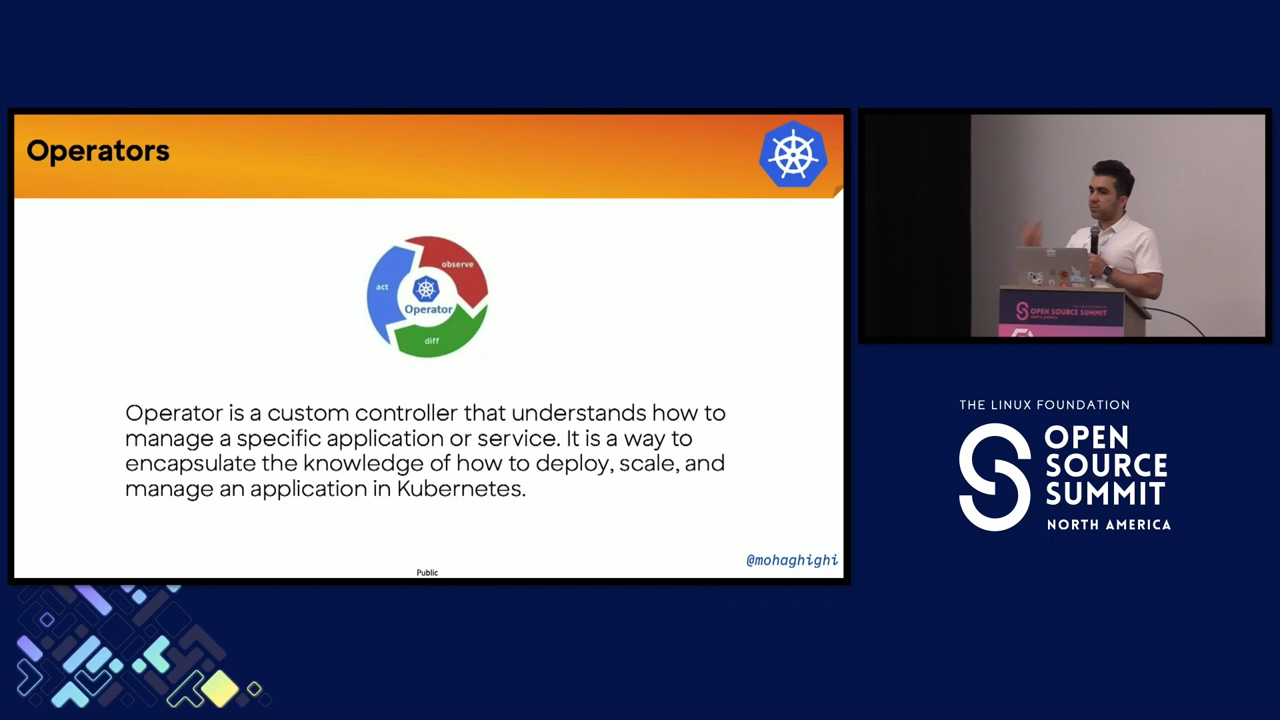 Operators
observe
act
Operator
diff
Operator is a custom controller that understands how to
manage a specific application or service. It is a way to
encapsulate the knowledge of how to deploy, scale, and
manage an application in Kubernetes.
@mohaghighi
Public
OPEN SOURCE SUMMIT
THE LINUX FOUNDATION
OPEN
SOURCE
SUMMIT
NORTH AMERICA